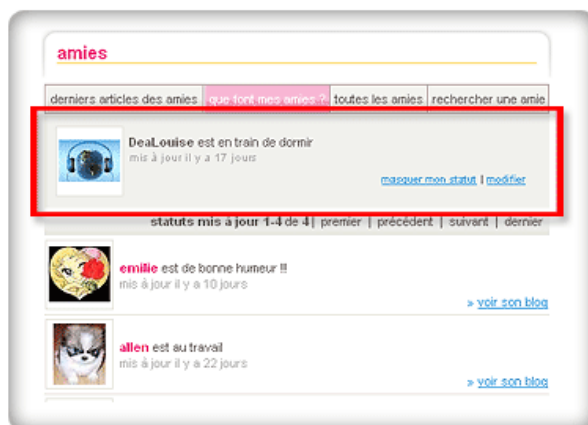 amies
derniers articles des amies que font mes amies ? toutes les amies rechercher une amie
DeaLouise est en train de dormir
mis à jour il y a 17 jours
masquer mon statut | modifier
statuts mis à jour 1-4 de 4| premier | précédent | suivant | dernier
emilie est de bonne humeur !!!
mis à jour il y a 10 jours
» voir son blog
allen est au travail
mis à jour il y a 22 jours
» voir son blog